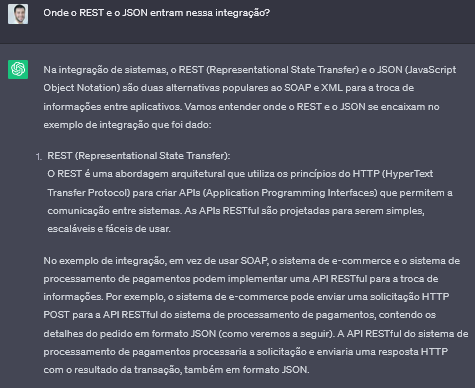 Onde o REST e o JSON entram nessa integração?
Na integração de sistemas, o REST (Representational State Transfer) e o JSON (JavaScript
Object Notation) são duas alternativas populares ao SOAP e XML para a troca de
informações entre aplicativos. Vamos entender onde o REST e o JSON se encaixam no
exemplo de integração que foi dado:
1. REST (Representational State Transfer):
O REST é uma abordagem arquitetural que utiliza os princípios do HTTP (HyperText
Transfer Protocol) para criar APIs (Application Programming Interfaces) que permitem a
comunicação entre sistemas. As APIs RESTful são projetadas para serem simples,
escaláveis e fáceis de usar.
No exemplo de integração, em vez de usar SOAP, o sistema de e-commerce e o sistema de
processamento de pagamentos podem implementar uma API RESTful para a troca de
informações. Por exemplo, o sistema de e-commerce pode enviar uma solicitação HTTP
POST para a API RESTful do sistema de processamento de pagamentos, contendo os
detalhes do pedido em formato JSON (como veremos a seguir). A API RESTful do sistema de
processamento de pagamentos processaria a solicitação e enviaria uma resposta HTTP
com o resultado da transação, também em formato JSON.